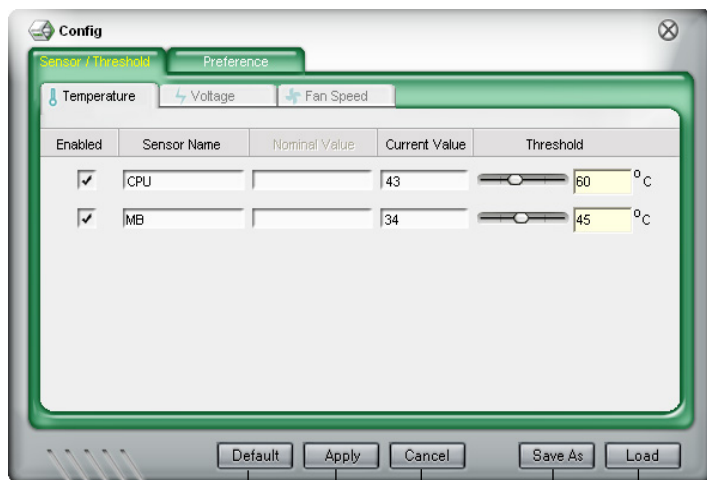 Config
Sensor / Threshold Preference
Temperature Voltage Fan Speed
Enabled Sensor Name Nominal Value Current Value Threshold
CPU 43 60 °C
MB 34 45 °C
Default Apply Cancel Save As Load